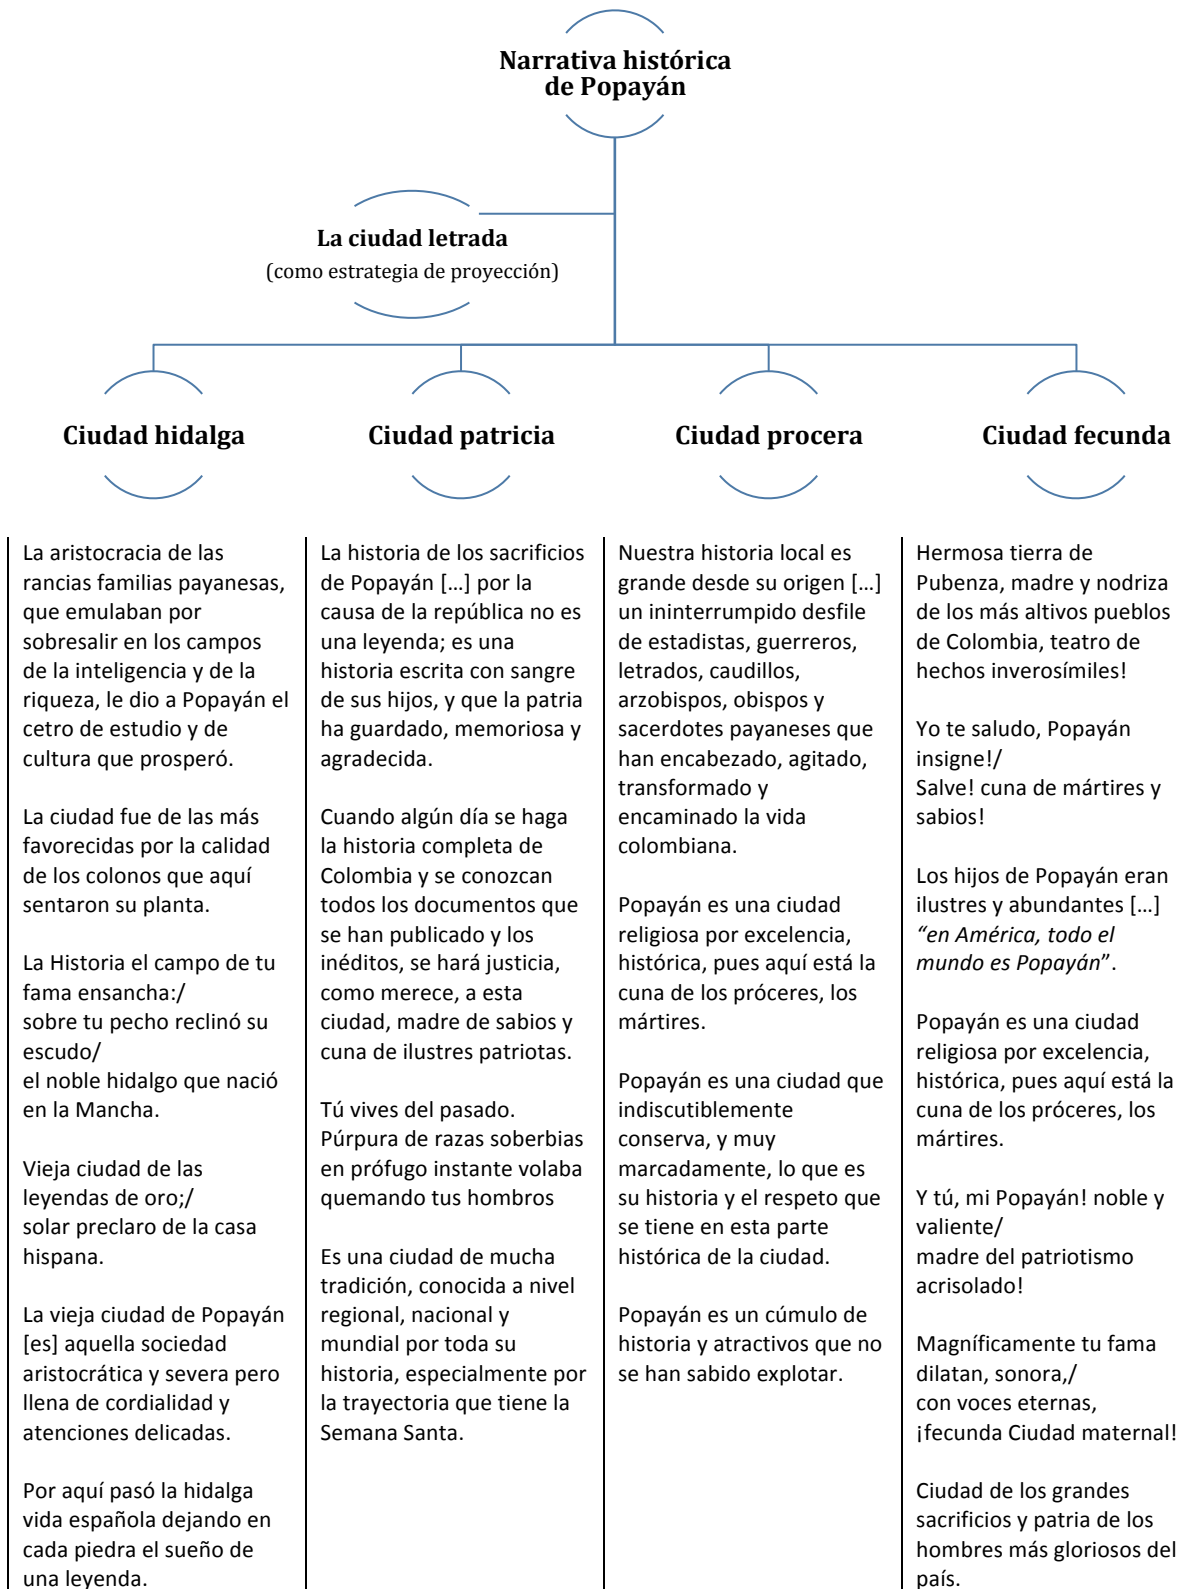 Narrativa histórica
de Popayán
La ciudad letrada
(como estrategia de proyección)
Ciudad hidalga
Ciudad patricia
Ciudad procera
Ciudad fecunda
La aristocracia de las
rancias familias payanesas,
que emulaban por
sobresalir en los campos
de la inteligencia y de la
riqueza, le dio a Popayán el
cetro de estudio y de
cultura que prosperó.
La ciudad fue de las más
favorecidas por la calidad
de los colonos que aquí
sentaron su planta.
La Historia el campo de tu
fama ensancha:/
sobre tu pecho reclinó su
escudo/
el noble hidalgo que nació
en la Mancha.
Vieja ciudad de las
leyendas de oro;/
solar preclaro de la casa
hispana.
La vieja ciudad de Popayán
[es] aquella sociedad
aristocrática y severa pero
llena de cordialidad y
atenciones delicadas.
Por aquí pasó la hidalga
vida española dejando en
cada piedra el sueño de
una leyenda.
La historia de los sacrificios
de Popayán […] por la
causa de la república no es
una leyenda; es una
historia escrita con sangre
de sus hijos, y que la patria
ha guardado, memoriosa y
agradecida.
Cuando algún día se haga
la historia completa de
Colombia y se conozcan
todos los documentos que
se han publicado y los
inéditos, se hará justicia,
como merece, a esta
ciudad, madre de sabios y
cuna de ilustres patriotas.
Tú vives del pasado.
Púrpura de razas soberbias
en prófugo instante volaba
quemando tus hombros
Es una ciudad de mucha
tradición, conocida a nivel
regional, nacional y
mundial por toda su
historia, especialmente por
la trayectoria que tiene la
Semana Santa.
Nuestra historia local es
grande desde su origen […]
un ininterrumpido desfile
de estadistas, guerreros,
letrados, caudillos,
arzobispos, obispos y
sacerdotes payaneses que
han encabezado, agitado,
transformado y
encaminado la vida
colombiana.
Popayán es una ciudad
religiosa por excelencia,
histórica, pues aquí está la
cuna de los próceres, los
mártires.
Popayán es una ciudad que
indiscutiblemente
conserva, y muy
marcadamente, lo que es
su historia y el respeto que
se tiene en esta parte
histórica de la ciudad.
Popayán es un cúmulo de
historia y atractivos que no
se han sabido explotar.
Hermosa tierra de
Pubenza, madre y nodriza
de los más altivos pueblos
de Colombia, teatro de
hechos inverosímiles!
Yo te saludo, Popayán
insigne!/
Salve! cuna de mártires y
sabios!
Los hijos de Popayán eran
ilustres y abundantes […]
“en América, todo el
mundo es Popayán”.
Popayán es una ciudad
religiosa por excelencia,
histórica, pues aquí está la
cuna de los próceres, los
mártires.
Y tú, mi Popayán! noble y
valiente/
madre del patriotismo
acrisolado!
Magníficamente tu fama
dilatan, sonora,/
con voces eternas,
¡fecunda Ciudad maternal!
Ciudad de los grandes
sacrificios y patria de los
hombres más gloriosos del
país.